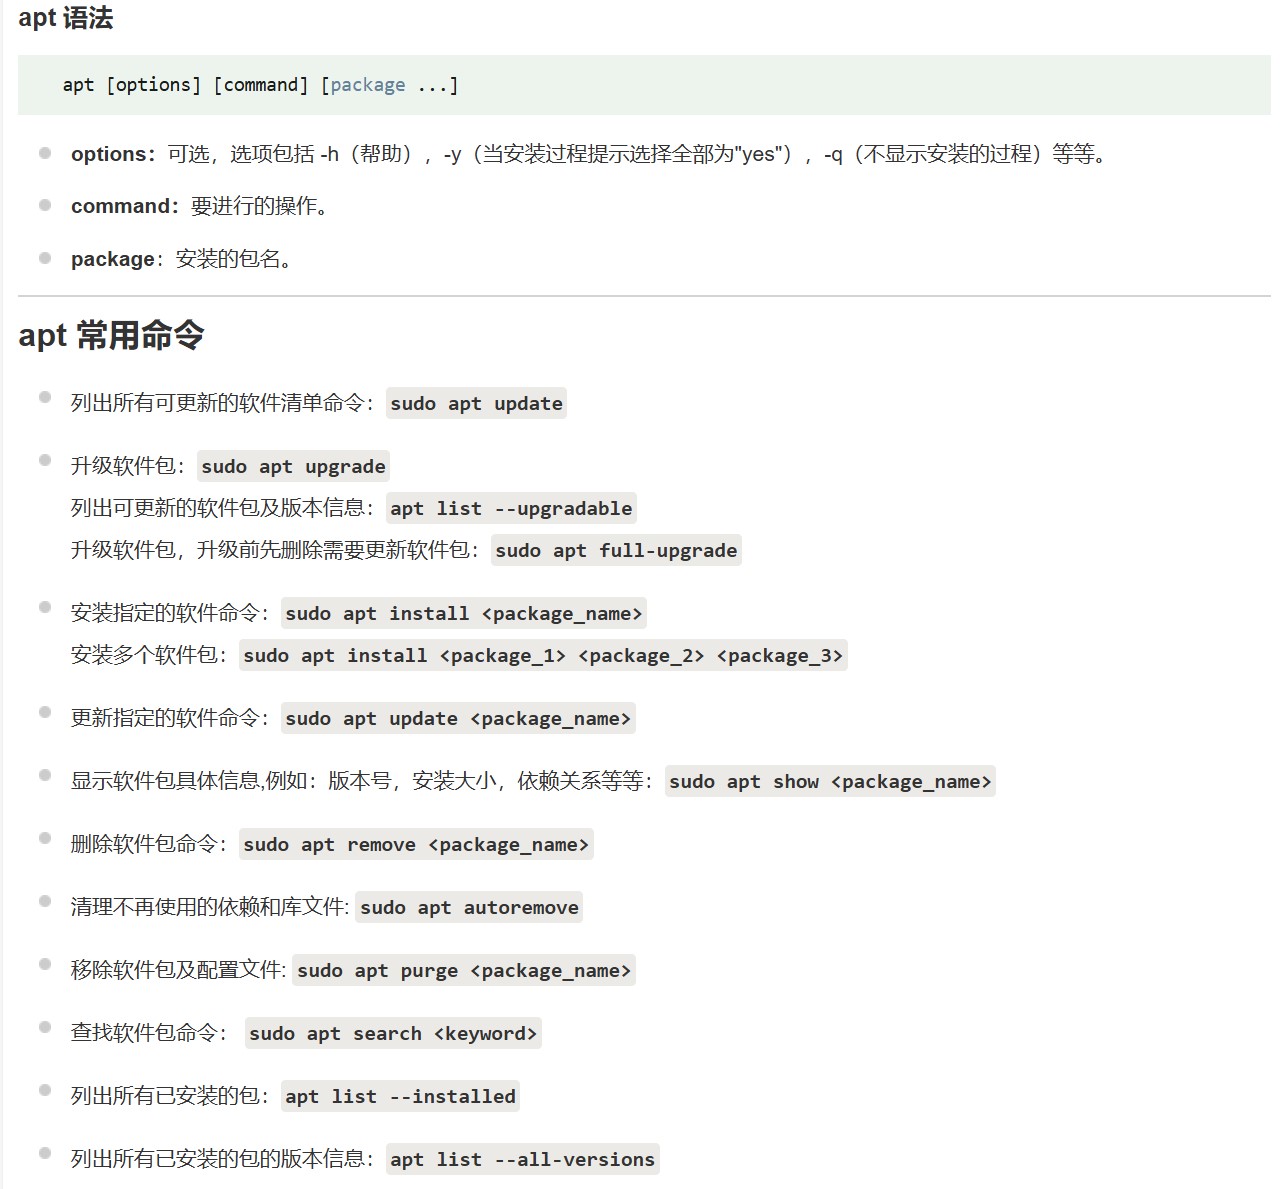 apt 语法
apt [options] [command] [package ...]
options：可选，选项包括 -h（帮助），-y（当安装过程提示选择全部为"yes"），-q（不显示安装的过程）等等。
command：要进行的操作。
package：安装的包名。
apt 常用命令
列出所有可更新的软件清单命令：sudo apt update
升级软件包：sudo apt upgrade
列出可更新的软件包及版本信息：apt list --upgradable
升级软件包，升级前先删除需要更新软件包：sudo apt full-upgrade
安装指定的软件命令：sudo apt install <package_name>
安装多个软件包：sudo apt install <package_1> <package_2> <package_3>
更新指定的软件命令：sudo apt update <package_name>
显示软件包具体信息,例如：版本号，安装大小，依赖关系等等：sudo apt show <package_name>
删除软件包命令：sudo apt remove <package_name>
清理不再使用的依赖和库文件: sudo apt autoremove
移除软件包及配置文件: sudo apt purge <package_name>
查找软件包命令： sudo apt search <keyword>
列出所有已安装的包：apt list --installed
列出所有已安装的包的版本信息：apt list --all-versions